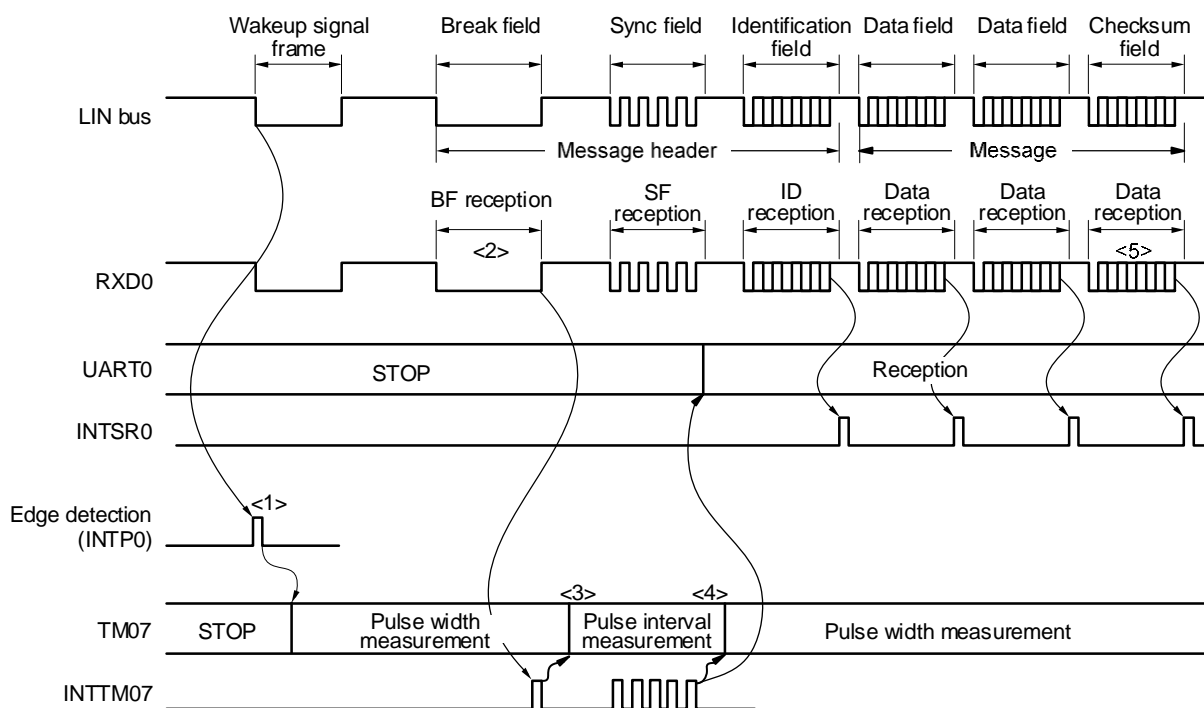 Wakeup signal frame
Break field
Sync field
Identification field
Data field
Data field
Checksum field
LIN bus
Message header
Message
BF reception
SF reception
ID reception
Data reception
Data reception
Data reception
<2>
<5>
RXD0
UART0
STOP
Reception
INTSR0
<1>
Edge detection
(INTP0)
<3>
<4>
TM07
STOP
Pulse width measurement
Pulse interval measurement
Pulse width measurement
INTTM07